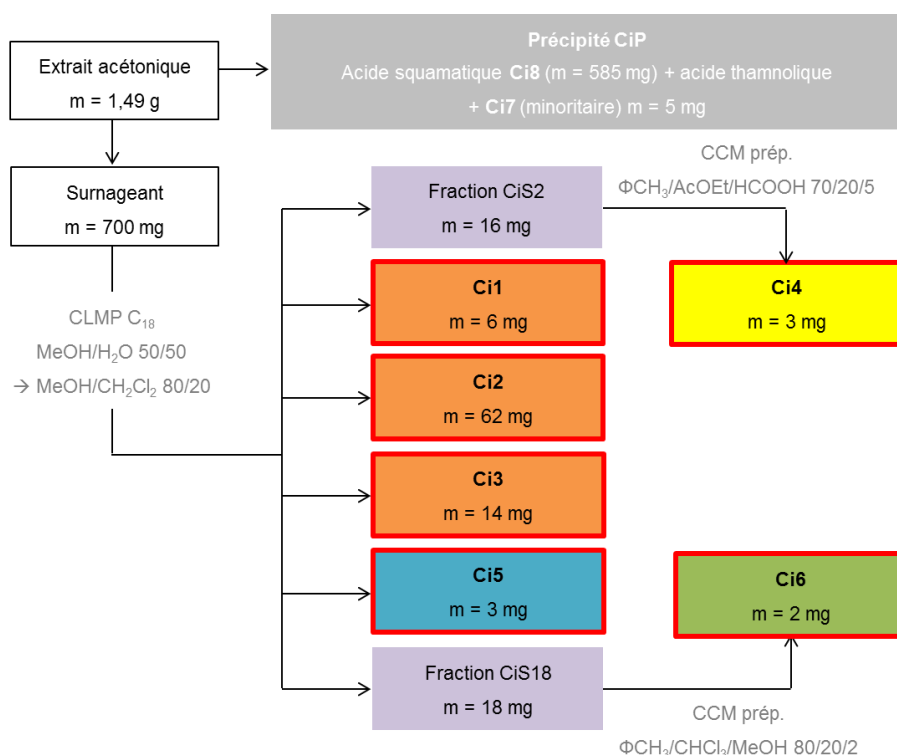 Précipité CiP
Acide squamatique Ci8 (m = 585 mg) + acide thamnolique
+ Ci7 (minoritaire) m = 5 mg
Extrait acétonique
m = 1,49 g
Surnageant
m = 700 mg
CLMP C₁₈
MeOH/H₂O 50/50
→ MeOH/CH₂Cl₂ 80/20
Fraction CiS2
m = 16 mg
CCM prép.
ΦCH₃/AcOEt/HCOOH 70/20/5
Ci1
m = 6 mg
Ci4
m = 3 mg
Ci2
m = 62 mg
Ci3
m = 14 mg
Ci5
m = 3 mg
Ci6
m = 2 mg
Fraction CiS18
m = 18 mg
CCM prép.
ΦCH₃/CHCl₃/MeOH 80/20/2